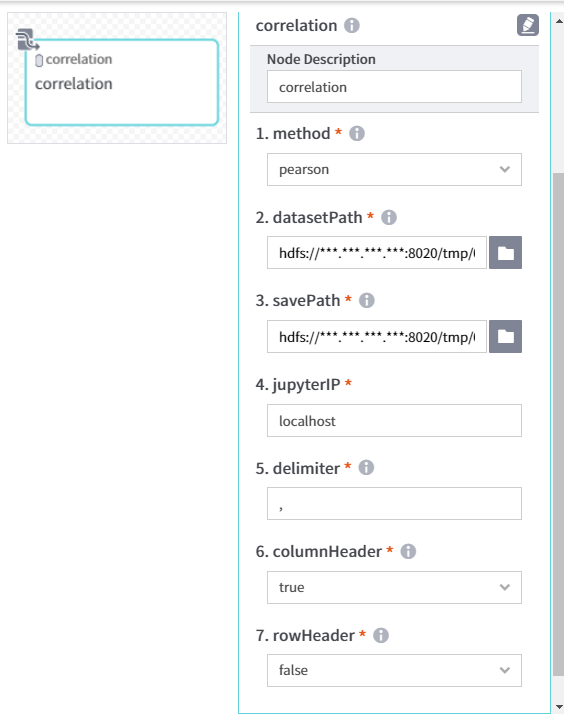 correlation
correlation
correlation
Node Description
correlation
1. method *
pearson
2. datasetPath *
hdfs://***.***.***.***:8020/tmp/
3. savePath *
hdfs://***.***.***.***:8020/tmp/
4. jupyterIP *
localhost
5. delimiter *
,
6. columnHeader *
true
7. rowHeader *
false